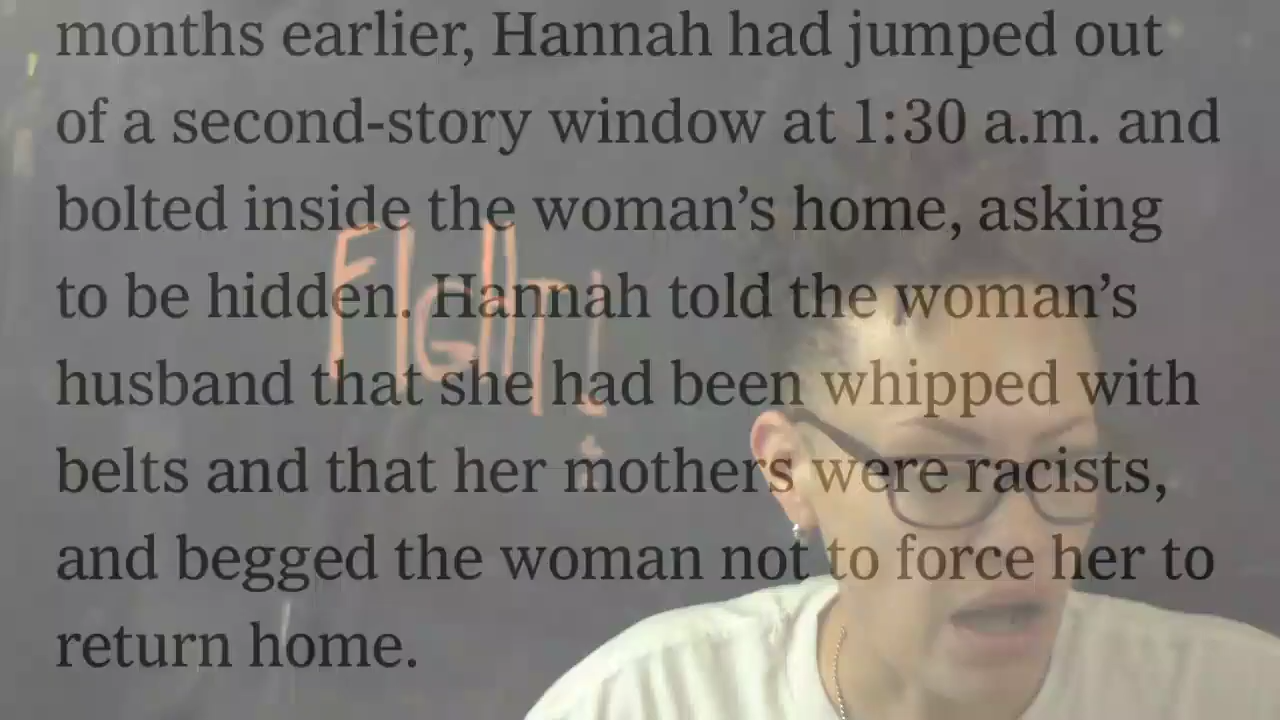 months earlier, Hannah had jumped out
of a second-story window at 1:30 a.m. and
bolted inside the woman’s home, asking
to be hidden. Hannah told the woman’s
husband that she had been whipped with
belts and that her mothers were racists,
and begged the woman not to force her to
return home.
FIGHT!